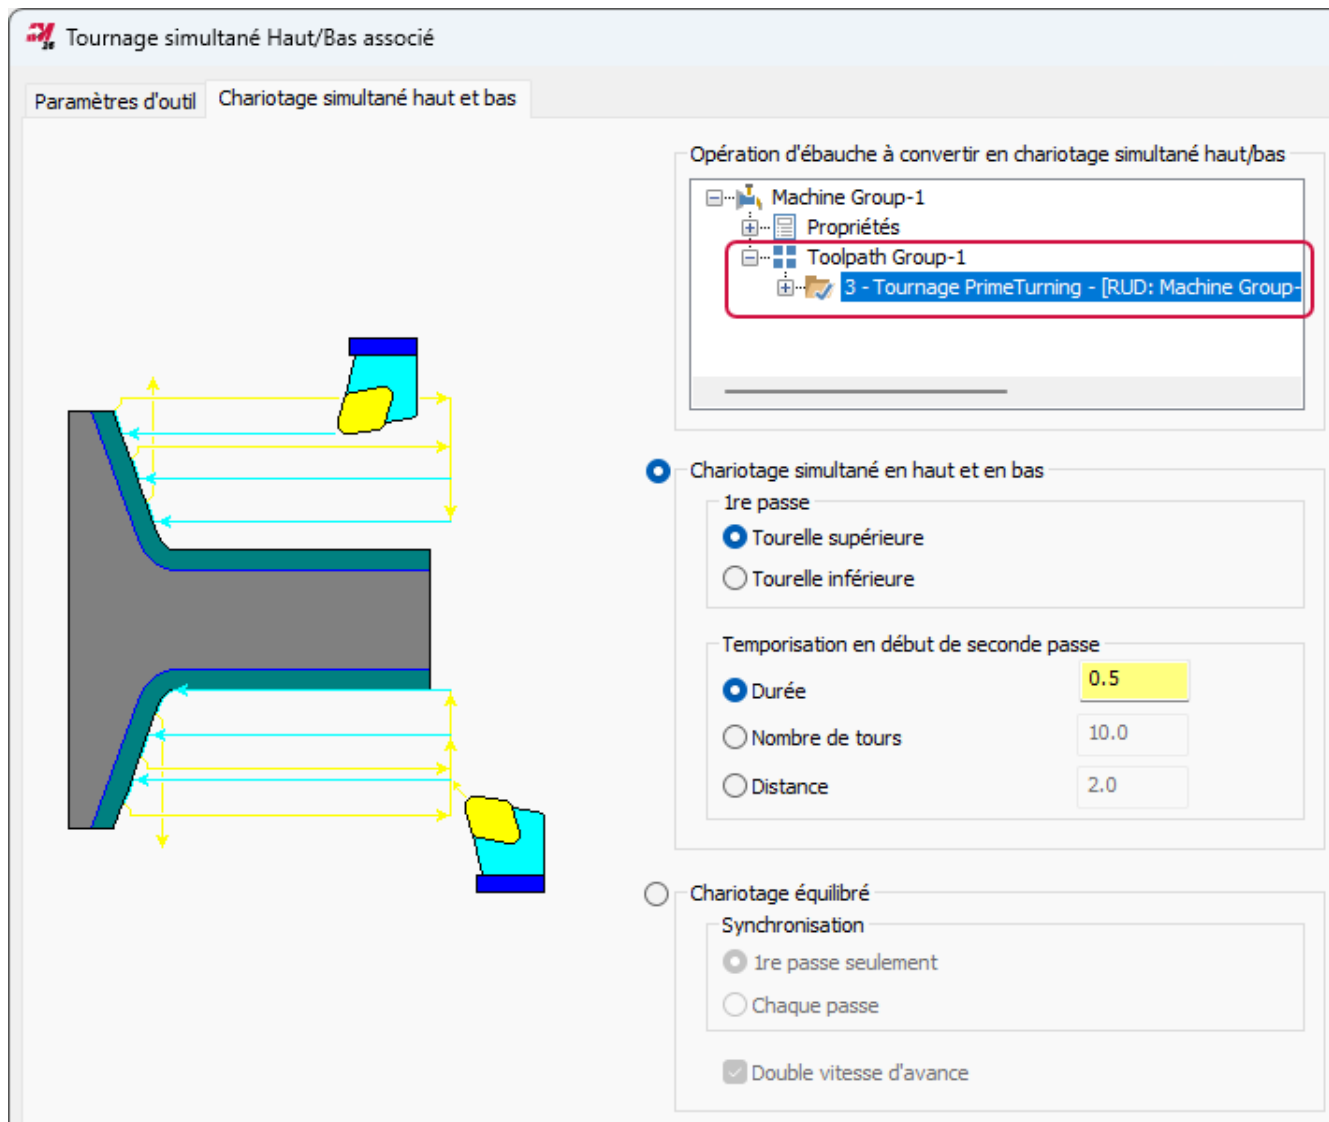 Tournage simultané Haut/Bas associé
Paramètres d'outil
Chariotage simultané haut et bas
Opération d'ébauche à convertir en chariotage simultané haut/bas
Machine Group-1
Propriétés
Toolpath Group-1
3 - Tournage PrimeTurning - [RUD: Machine Group-
Chariotage simultané en haut et en bas
1re passe
Tourelle supérieure
Tourelle inférieure
Temporisation en début de seconde passe
Durée
0.5
Nombre de tours
10.0
Distance
2.0
Chariotage équilibré
Synchronisation
1re passe seulement
Chaque passe
Double vitesse d'avance